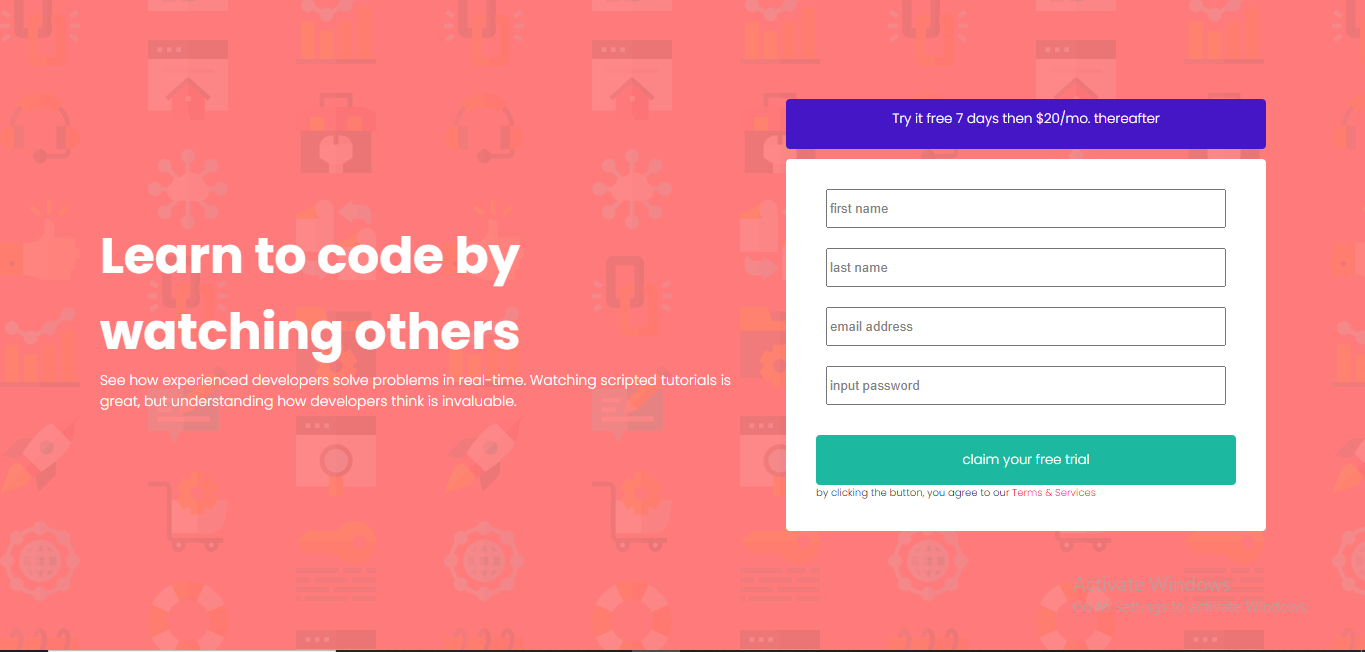 Learn to code by
watching others
See how experienced developers solve problems in real-time. Watching scripted tutorials is
great, but understanding how developers think is invaluable.
Try it free 7 days then $20/mo. thereafter
first name
last name
email address
input password
claim your free trial
by clicking the button, you agree to our Terms & Services
Activate Windows
Go to Settings to activate Windows.